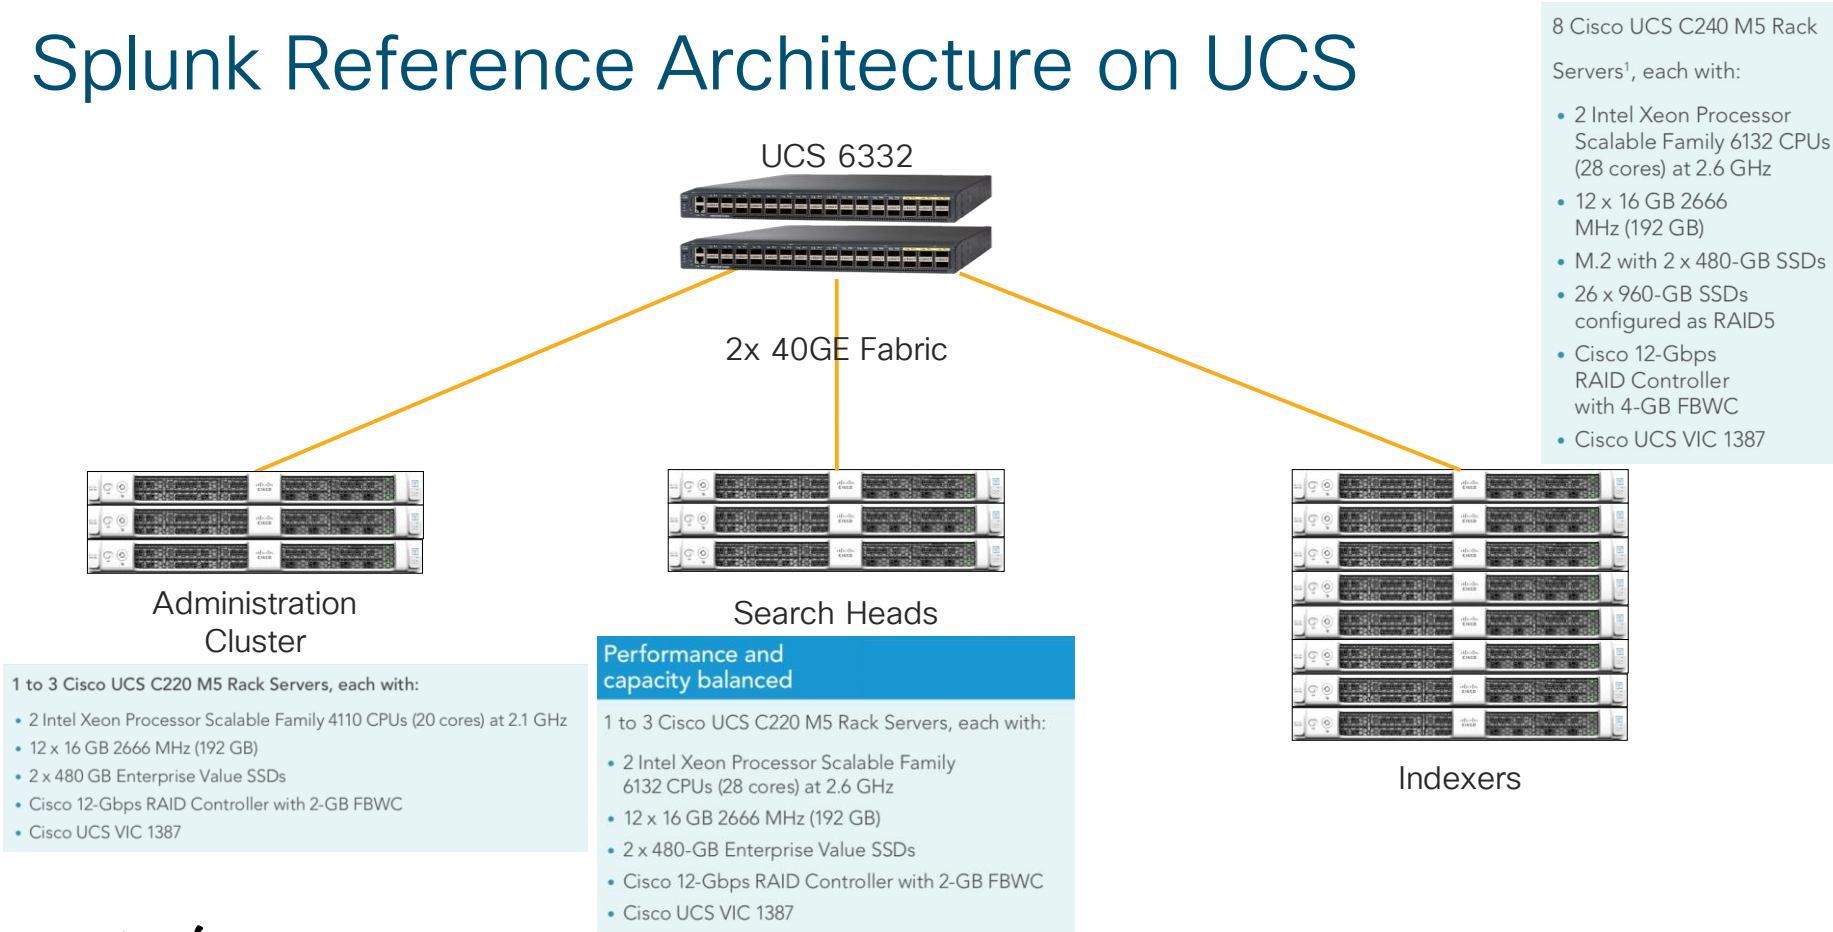 Splunk Reference Architecture on UCS
8 Cisco UCS C240 M5 Rack
Servers¹, each with:
• 2 Intel Xeon Processor
Scalable Family 6132 CPUs
(28 cores) at 2.6 GHz
• 12 x 16 GB 2666
MHz (192 GB)
• M.2 with 2 x 480-GB SSDs
• 26 x 960-GB SSDs
configured as RAID5
• Cisco 12-Gbps
RAID Controller
with 4-GB FBWC
• Cisco UCS VIC 1387
UCS 6332
2x 40GE Fabric
Administration
Cluster
1 to 3 Cisco UCS C220 M5 Rack Servers, each with:
• 2 Intel Xeon Processor Scalable Family 4110 CPUs (20 cores) at 2.1 GHz
• 12 x 16 GB 2666 MHz (192 GB)
• 2 x 480 GB Enterprise Value SSDs
• Cisco 12-Gbps RAID Controller with 2-GB FBWC
• Cisco UCS VIC 1387
Search Heads
Performance and
capacity balanced
1 to 3 Cisco UCS C220 M5 Rack Servers, each with:
• 2 Intel Xeon Processor Scalable Family
6132 CPUs (28 cores) at 2.6 GHz
• 12 x 16 GB 2666 MHz (192 GB)
• 2 x 480-GB Enterprise Value SSDs
• Cisco 12-Gbps RAID Controller with 2-GB FBWC
• Cisco UCS VIC 1387
Indexers